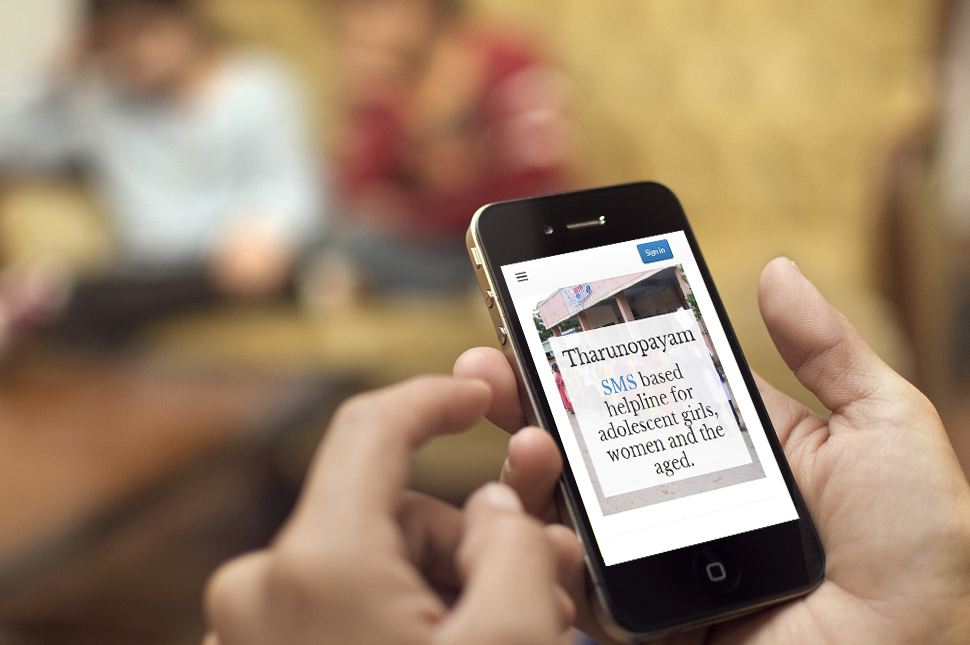 Sign in
Tharunopayam
SMS based
helpline for
adolescent girls,
women and the
aged.